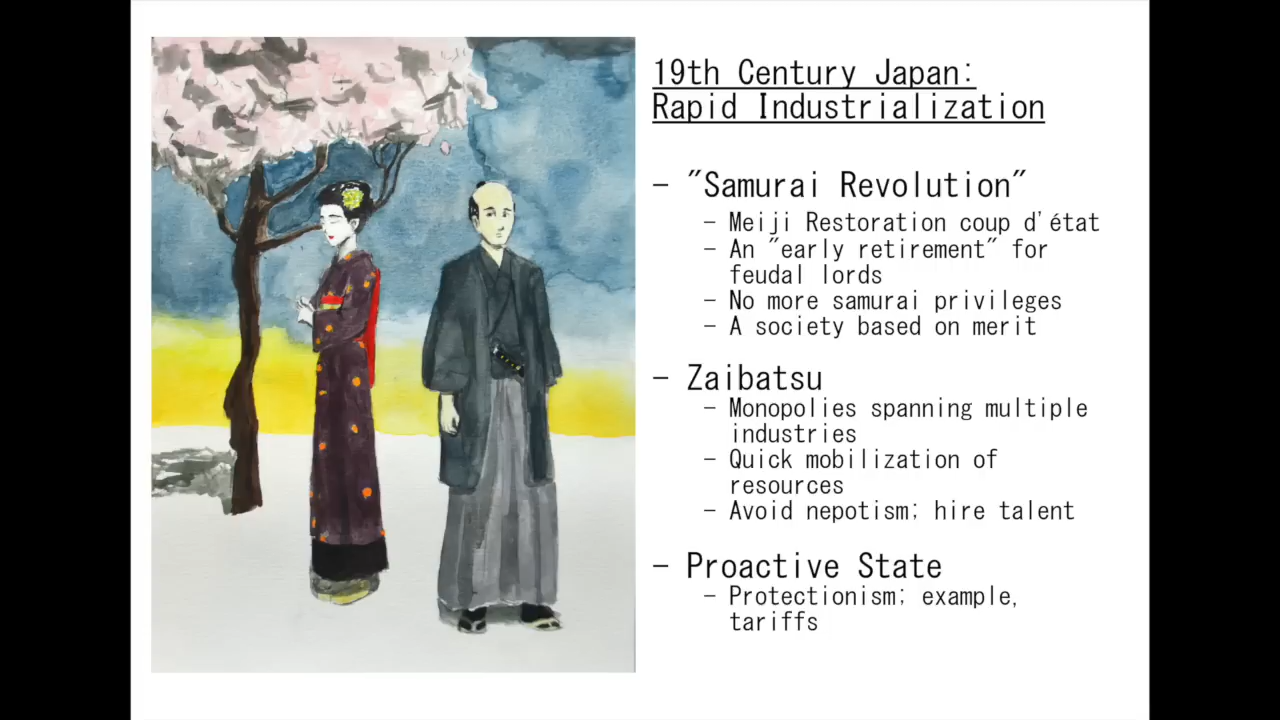 19th Century Japan:
Rapid Industrialization
- "Samurai Revolution"
- Meiji Restoration coup d'état
- An "early retirement" for
feudal lords
- No more samurai privileges
- A society based on merit
- Zaibatsu
- Monopolies spanning multiple
industries
- Quick mobilization of
resources
- Avoid nepotism; hire talent
- Proactive State
- Protectionism; example,
tariffs